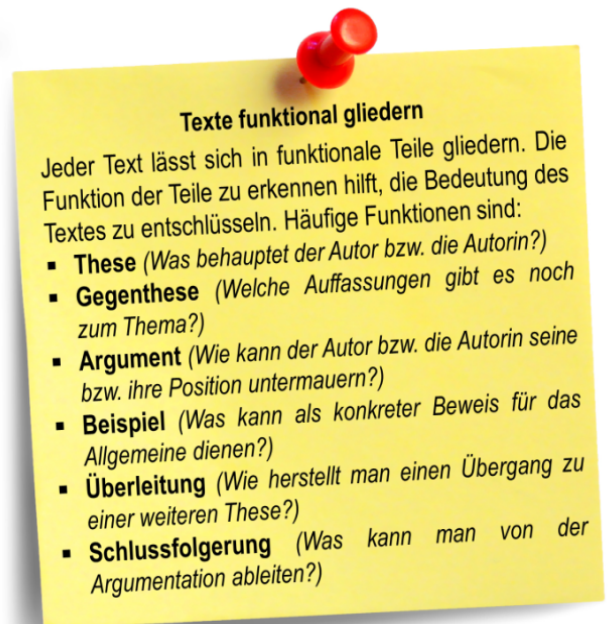 Texte funktional gliedern
Jeder Text lässt sich in funktionale Teile gliedern. Die
Funktion der Teile zu erkennen hilft, die Bedeutung des
Textes zu entschlüsseln. Häufige Funktionen sind:
▪ These (Was behauptet der Autor bzw. die Autorin?)
▪ Gegenthese (Welche Auffassungen gibt es noch
zum Thema?)
▪ Argument (Wie kann der Autor bzw. die Autorin seine
bzw. ihre Position untermauern?)
▪ Beispiel (Was kann als konkreter Beweis für das
Allgemeine dienen?)
▪ Überleitung (Wie herstellt man einen Übergang zu
einer weiteren These?)
▪ Schlussfolgerung (Was kann man von der
Argumentation ableiten?)